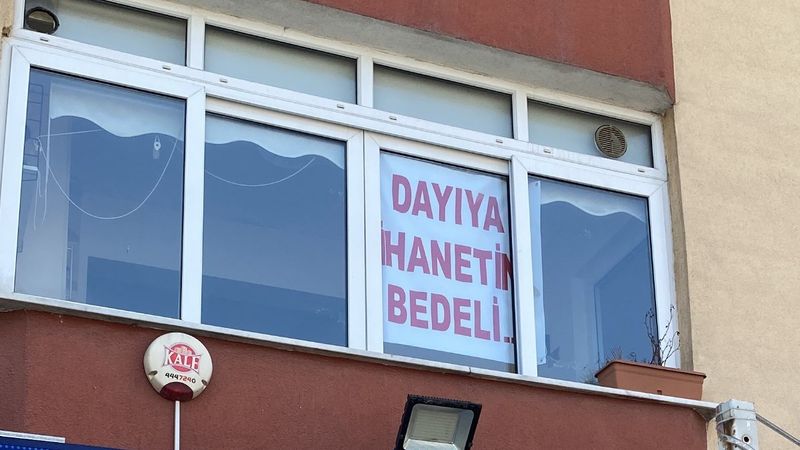 DAYIYA
İHANETİN
BEDELİ..
KALE
4447240